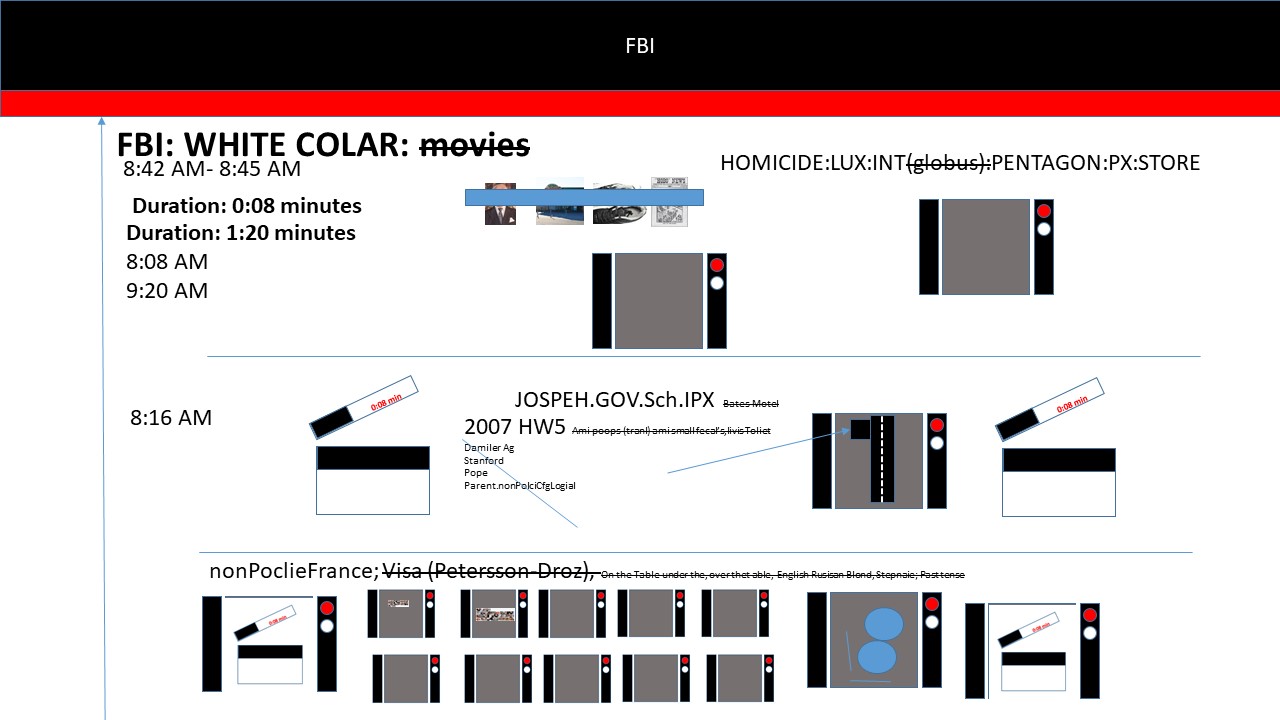 FBI
FBI: WHITE COLAR: movies
8:42 AM- 8:45 AM
HOMICIDE:LUX:INT(globus):PENTAGON:PX:STORE
Duration: 0:08 minutes
Duration: 1:20 minutes
8:08 AM
9:20 AM
8:16 AM
0:08 min
JOSPEH.GOV.Sch.IPX Bates Motel
2007 HW5 Ami poops (tranl) ami small fecal's,livis Toliet
Damiler Ag
Stanford
Pope
Parent.nonPolciCfgLogial
0:08 min
nonPoclieFrance; Visa (Petersson-Droz), On the Table under the, over thet able, English Rusisan Blond, Stepnaie; Past tense
0:08 min
0:08 min